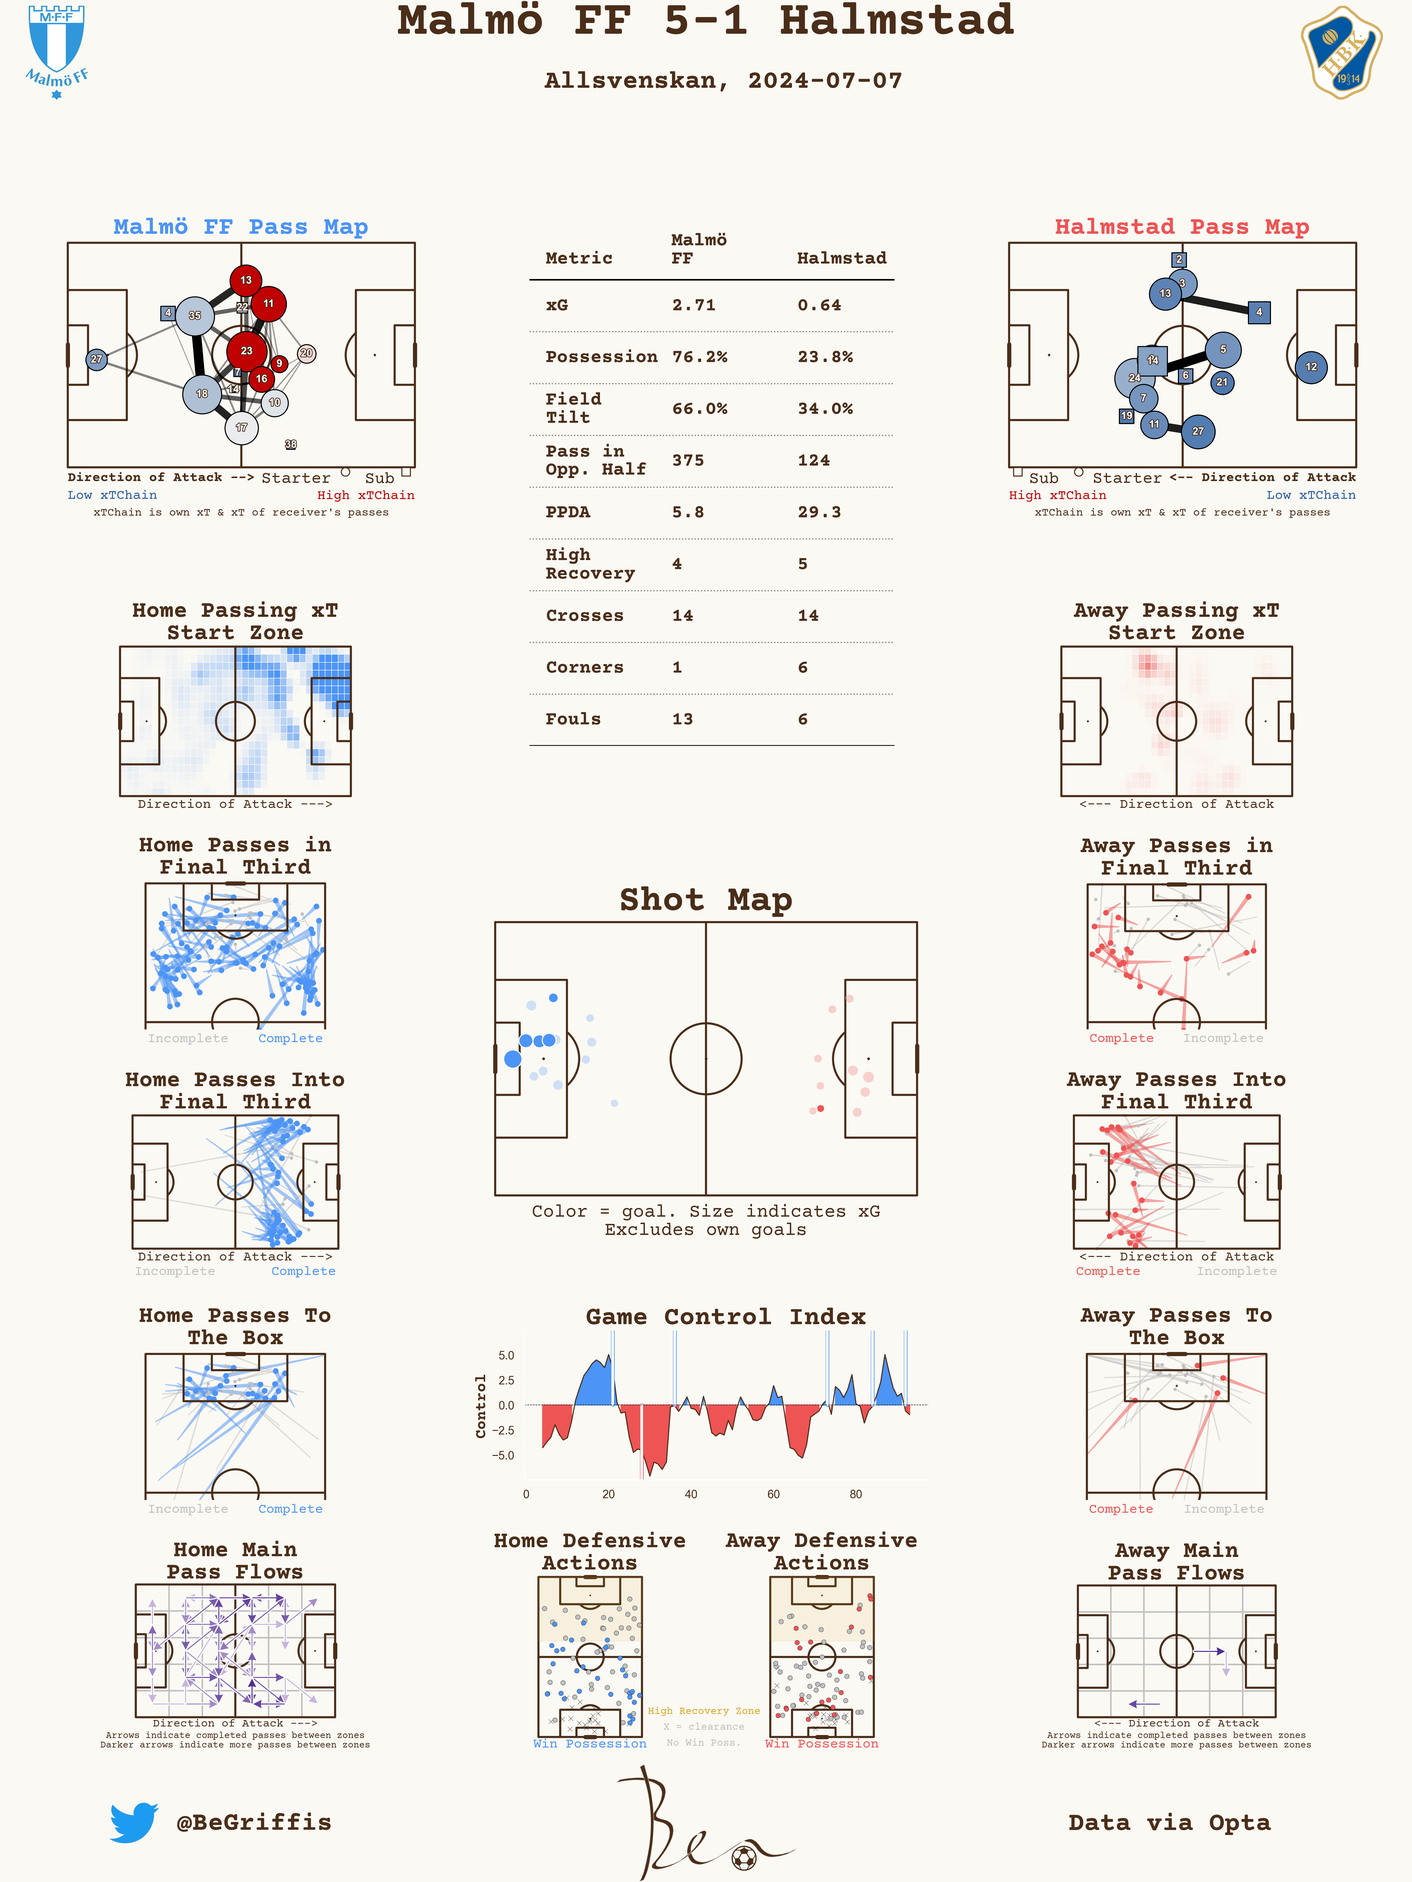 Malmö FF 5-1 Halmstad
Allsvenskan, 2024-07-07
M·F·F
Malmö FF
H·B·K·
19 14
Malmö FF Pass Map
13
11
4
22
35
23
20
27
9
7
16
14
18
10
17
38
Direction of Attack --> Starter Sub
Low xTChain High xTChain
xTChain is own xT & xT of receiver's passes
Metric Malmö FF Halmstad
xG 2.71 0.64
Possession 76.2% 23.8%
Field Tilt 66.0% 34.0%
Pass in Opp. Half 375 124
PPDA 5.8 29.3
High Recovery 4 5
Crosses 14 14
Corners 1 6
Fouls 13 6
Halmstad Pass Map
2
3
13
4
5
14
12
24
6
21
7
19
11
27
Sub Starter <-- Direction of Attack
High xTChain Low xTChain
xTChain is own xT & xT of receiver's passes
Home Passing xT
Start Zone
Direction of Attack --->
Away Passing xT
Start Zone
<--- Direction of Attack
Home Passes in
Final Third
Incomplete Complete
Shot Map
Color = goal. Size indicates xG
Excludes own goals
Away Passes in
Final Third
Complete Incomplete
Home Passes Into
Final Third
Direction of Attack --->
Incomplete Complete
Away Passes Into
Final Third
<--- Direction of Attack
Complete Incomplete
Home Passes To
The Box
Incomplete Complete
Game Control Index
Control
5.0
2.5
0.0
−2.5
−5.0
0 20 40 60 80
Away Passes To
The Box
Complete Incomplete
Home Main
Pass Flows
Direction of Attack --->
Arrows indicate completed passes between zones
Darker arrows indicate more passes between zones
Home Defensive
Actions
Win Possession
High Recovery Zone
X = clearance
No Win Poss.
Away Defensive
Actions
Win Possession
Away Main
Pass Flows
<--- Direction of Attack
Arrows indicate completed passes between zones
Darker arrows indicate more passes between zones
@BeGriffis
Ben
Data via Opta